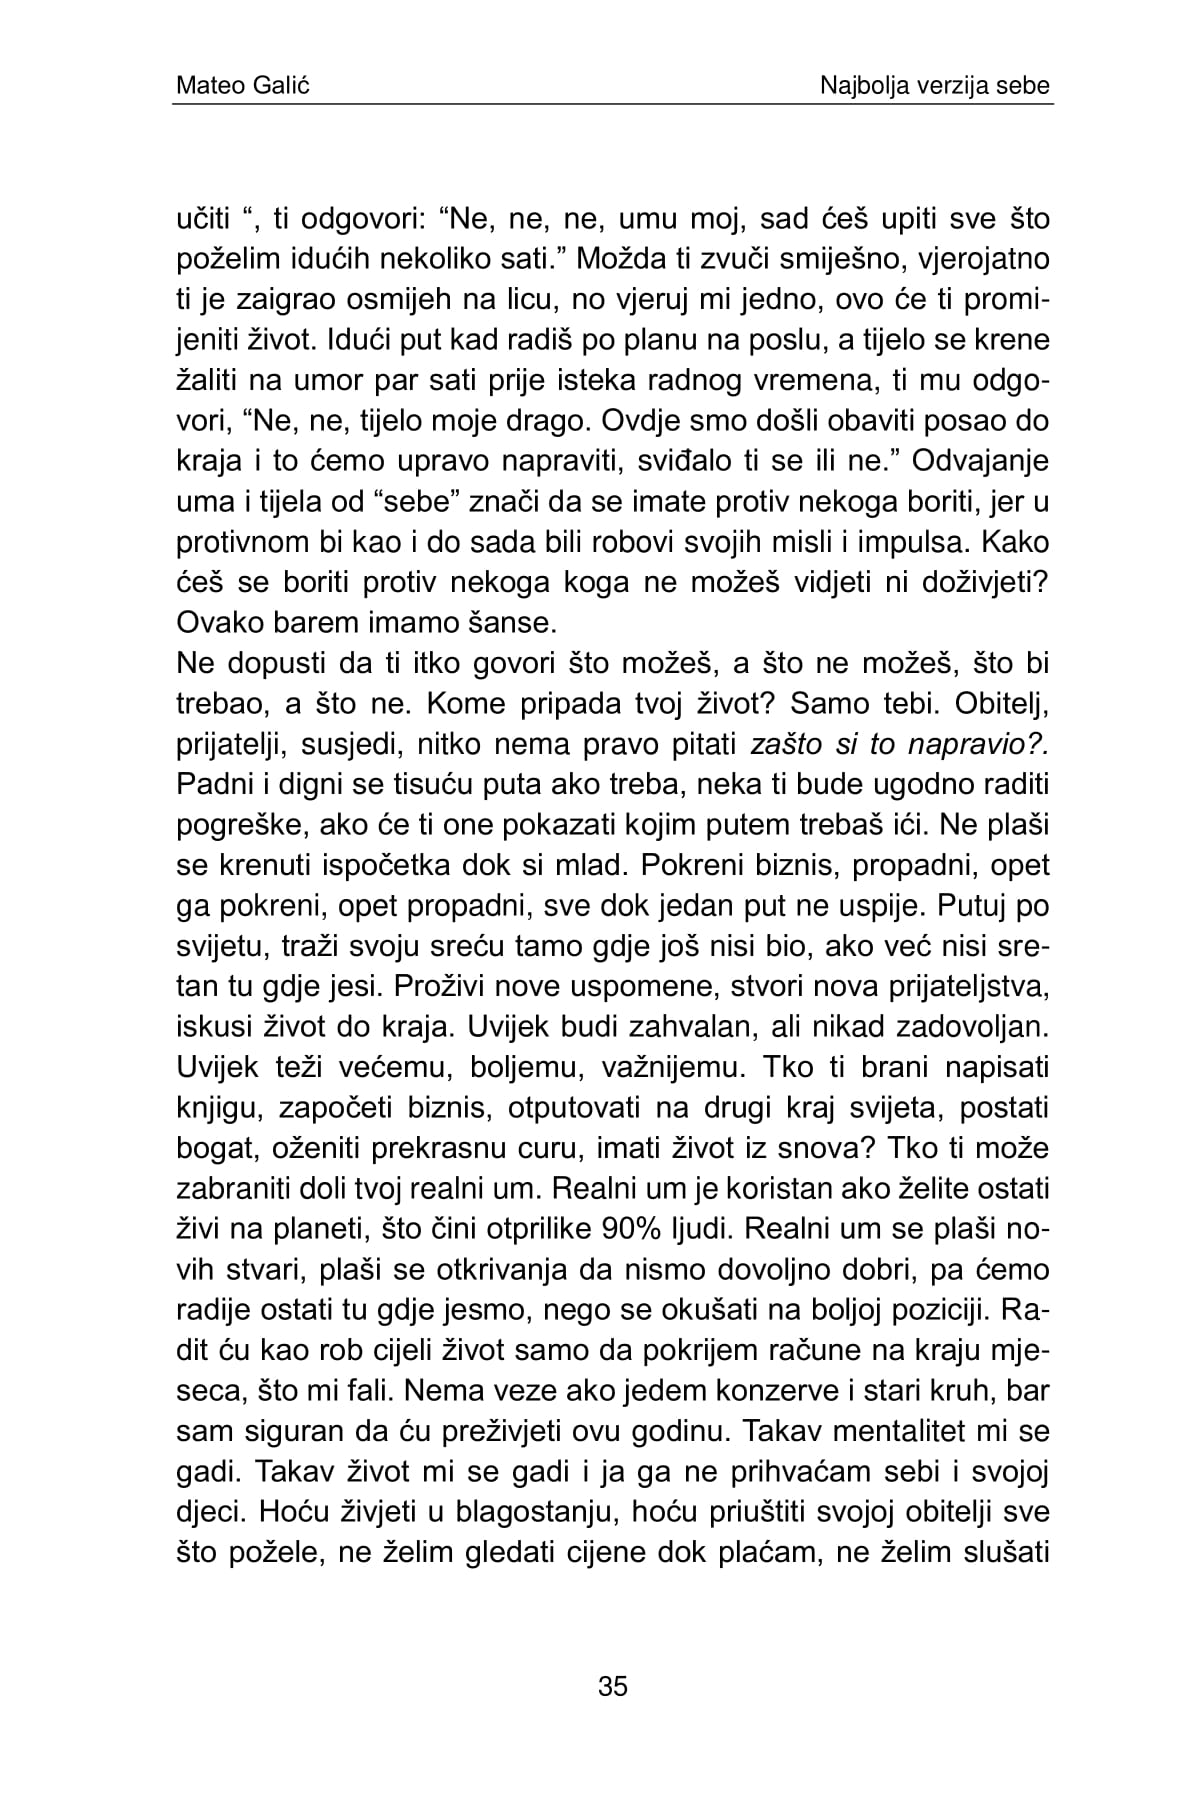 Mateo Galić Najbolja verzija sebe
učiti “, ti odgovori: “Ne, ne, ne, umu moj, sad ćeš upiti sve što
poželim idućih nekoliko sati.” Možda ti zvuči smiješno, vjerojatno
ti je zaigrao osmijeh na licu, no vjeruj mi jedno, ovo će ti promi-
jeniti život. Idući put kad radiš po planu na poslu, a tijelo se krene
žaliti na umor par sati prije isteka radnog vremena, ti mu odgo-
vori, “Ne, ne, tijelo moje drago. Ovdje smo došli obaviti posao do
kraja i to ćemo upravo napraviti, sviđalo ti se ili ne.” Odvajanje
uma i tijela od “sebe” znači da se imate protiv nekoga boriti, jer u
protivnom bi kao i do sada bili robovi svojih misli i impulsa. Kako
ćeš se boriti protiv nekoga koga ne možeš vidjeti ni doživjeti?
Ovako barem imamo šanse.
Ne dopusti da ti itko govori što možeš, a što ne možeš, što bi
trebao, a što ne. Kome pripada tvoj život? Samo tebi. Obitelj,
prijatelji, susjedi, nitko nema pravo pitati zašto si to napravio?.
Padni i digni se tisuću puta ako treba, neka ti bude ugodno raditi
pogreške, ako će ti one pokazati kojim putem trebaš ići. Ne plaši
se krenuti ispočetka dok si mlad. Pokreni biznis, propadni, opet
ga pokreni, opet propadni, sve dok jedan put ne uspije. Putuj po
svijetu, traži svoju sreću tamo gdje još nisi bio, ako već nisi sre-
tan tu gdje jesi. Proživi nove uspomene, stvori nova prijateljstva,
iskusi život do kraja. Uvijek budi zahvalan, ali nikad zadovoljan.
Uvijek teži većemu, boljemu, važnijemu. Tko ti brani napisati
knjigu, započeti biznis, otputovati na drugi kraj svijeta, postati
bogat, oženiti prekrasnu curu, imati život iz snova? Tko ti može
zabraniti doli tvoj realni um. Realni um je koristan ako želite ostati
živi na planeti, što čini otprilike 90% ljudi. Realni um se plaši no-
vih stvari, plaši se otkrivanja da nismo dovoljno dobri, pa ćemo
radije ostati tu gdje jesmo, nego se okušati na boljoj poziciji. Ra-
dit ću kao rob cijeli život samo da pokrijem račune na kraju mje-
seca, što mi fali. Nema veze ako jedem konzerve i stari kruh, bar
sam siguran da ću preživjeti ovu godinu. Takav mentalitet mi se
gadi. Takav život mi se gadi i ja ga ne prihvaćam sebi i svojoj
djeci. Hoću živjeti u blagostanju, hoću priuštiti svojoj obitelji sve
što požele, ne želim gledati cijene dok plaćam, ne želim slušati
35